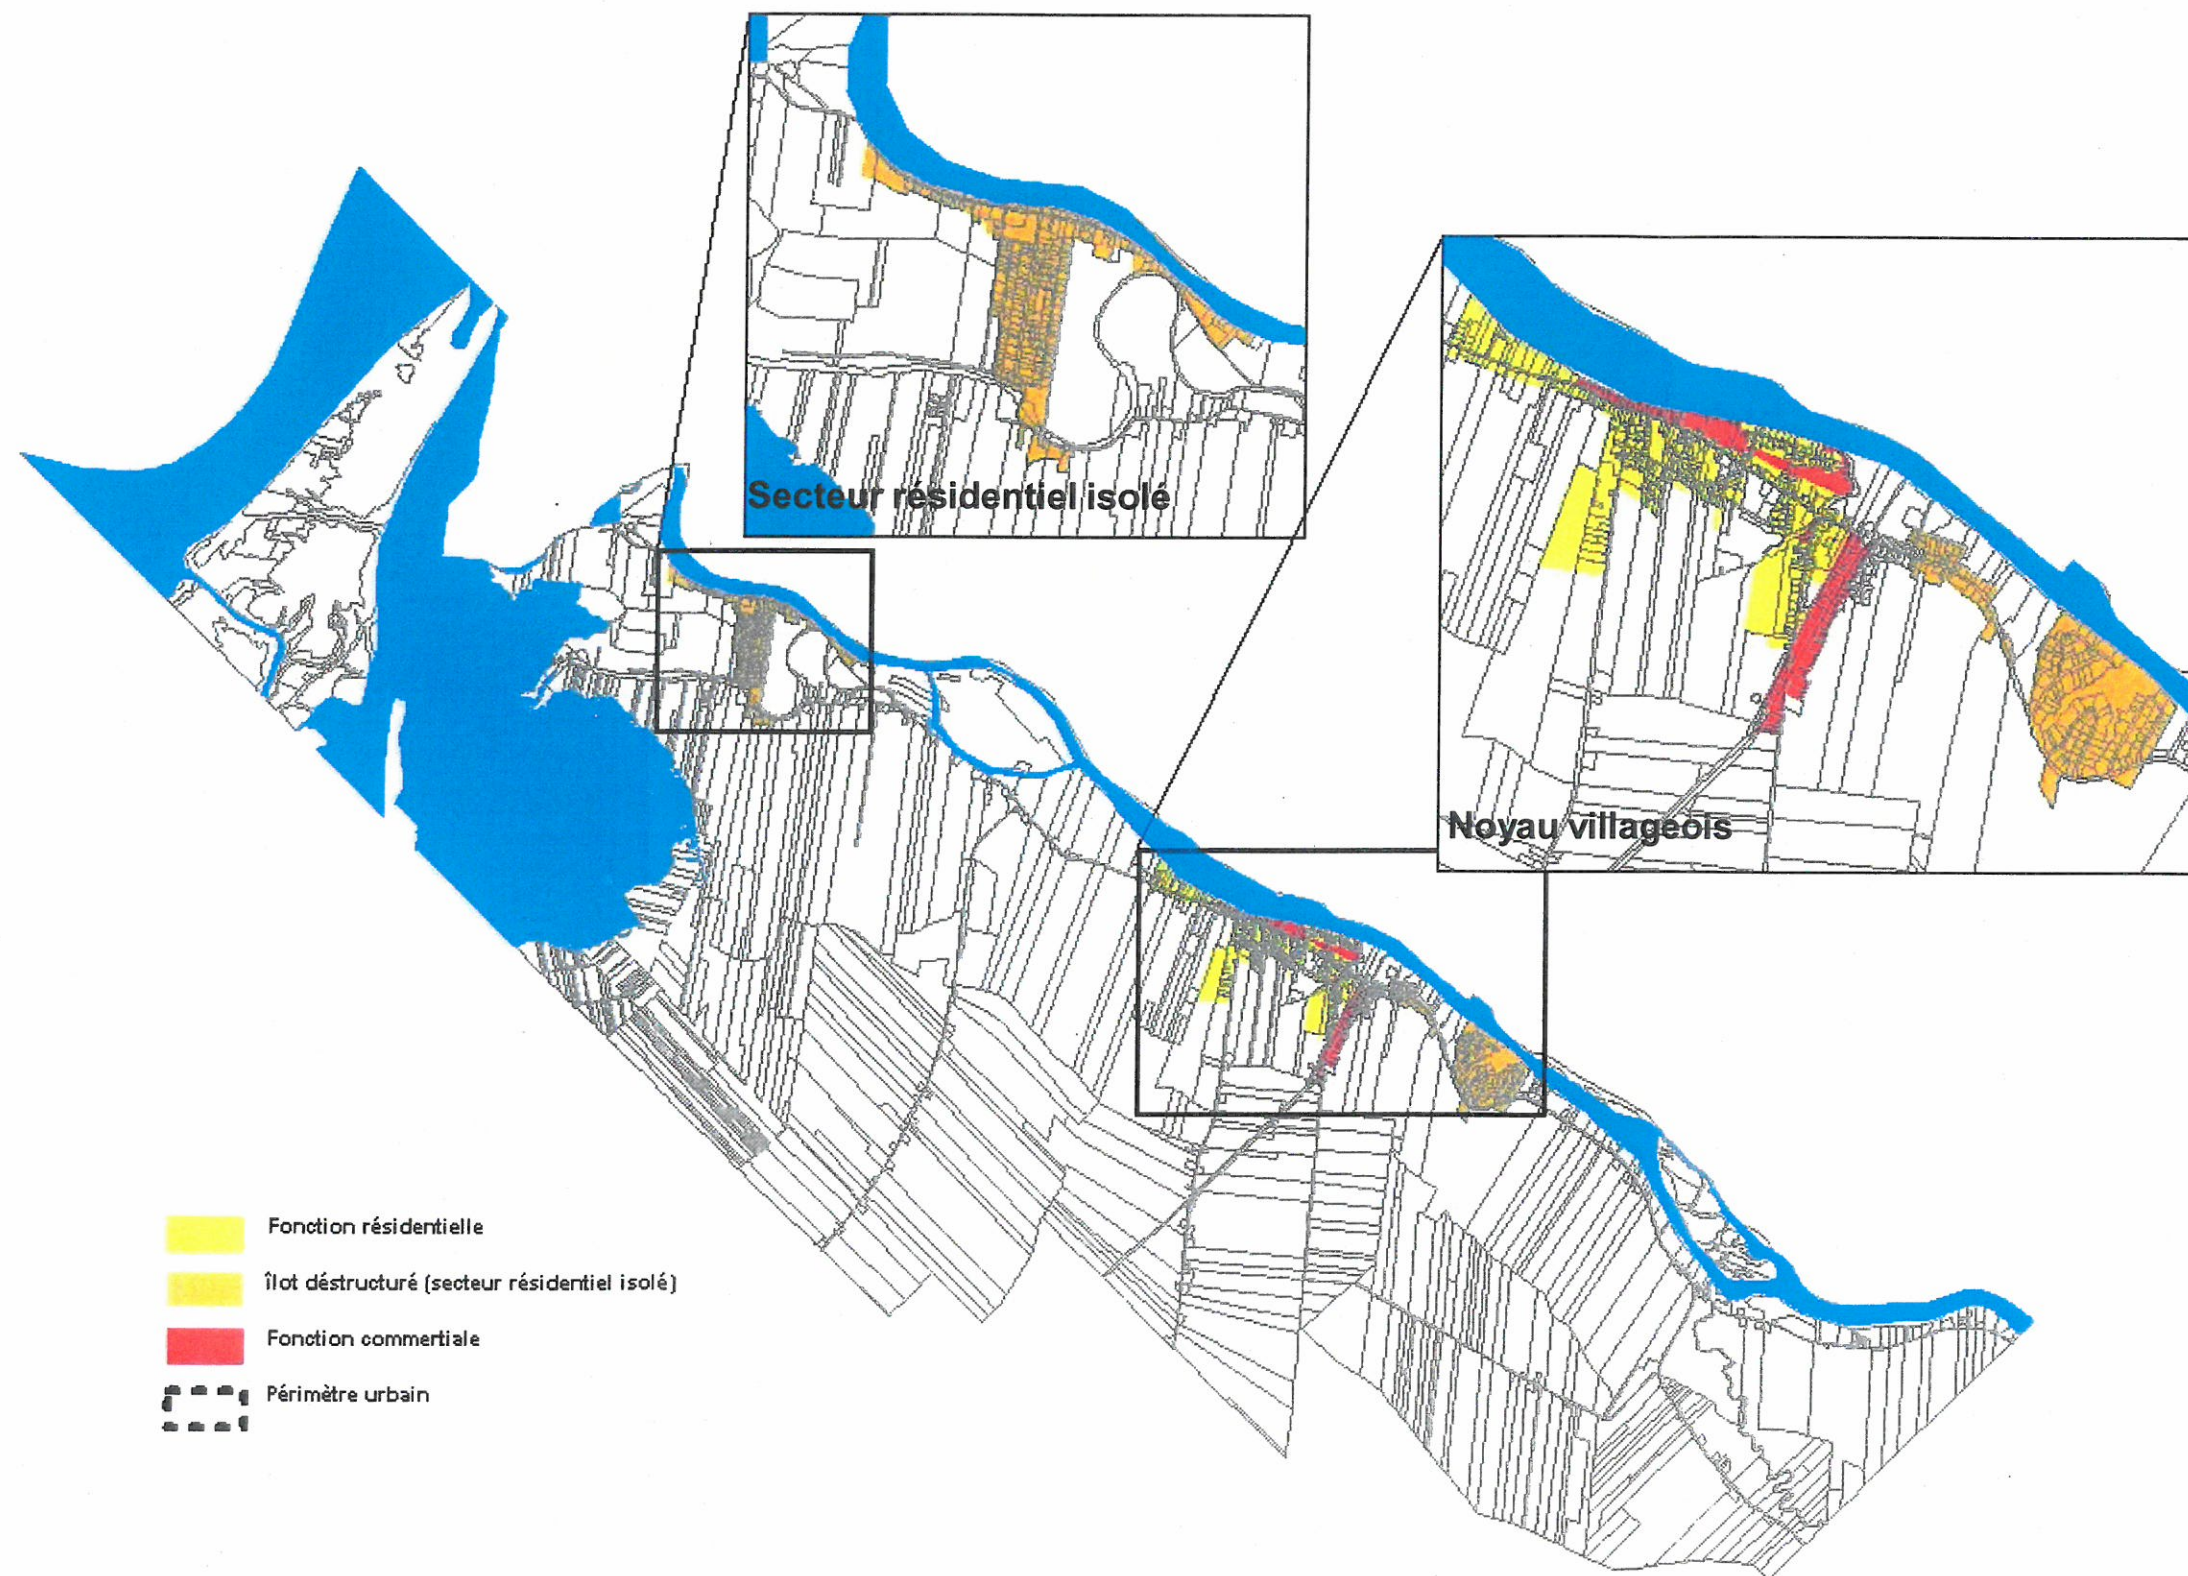 Secteur résidentiel isolé
Noyau villageois
Fonction résidentielle
îlot déstructuré (secteur résidentiel isolé)
Fonction commertiale
Périmètre urbain